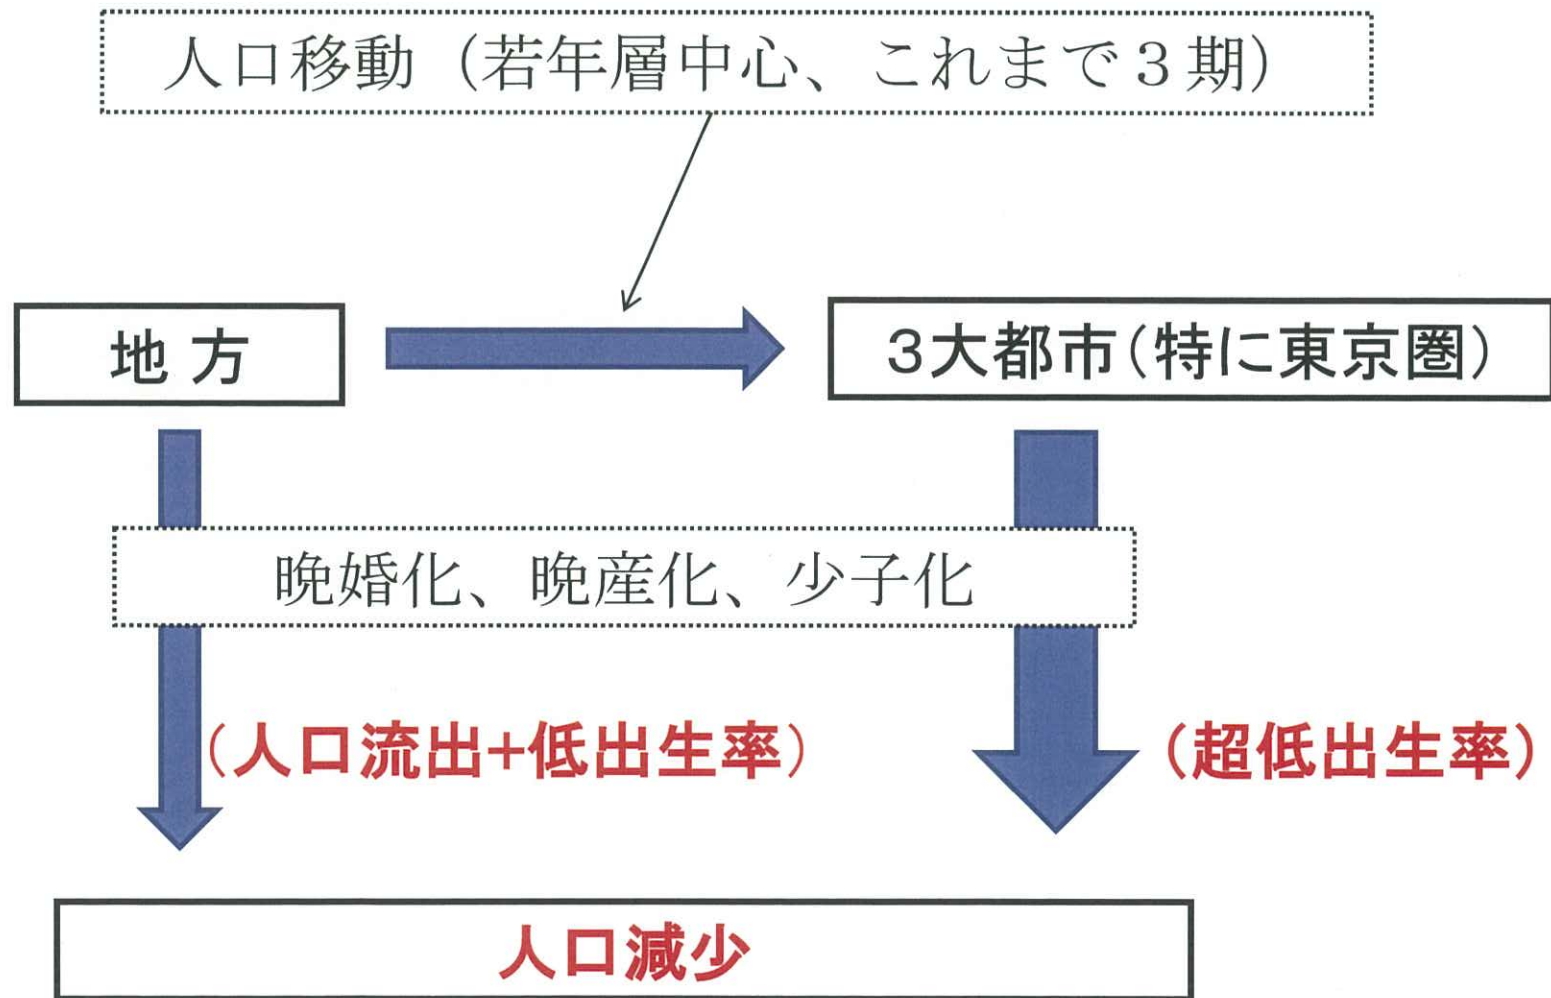 人口移動（若年層中心、これまで３期）
地 方
３大都市（特に東京圏）
晩婚化、晩産化、少子化
（人口流出+低出生率）
（超低出生率）
人口減少